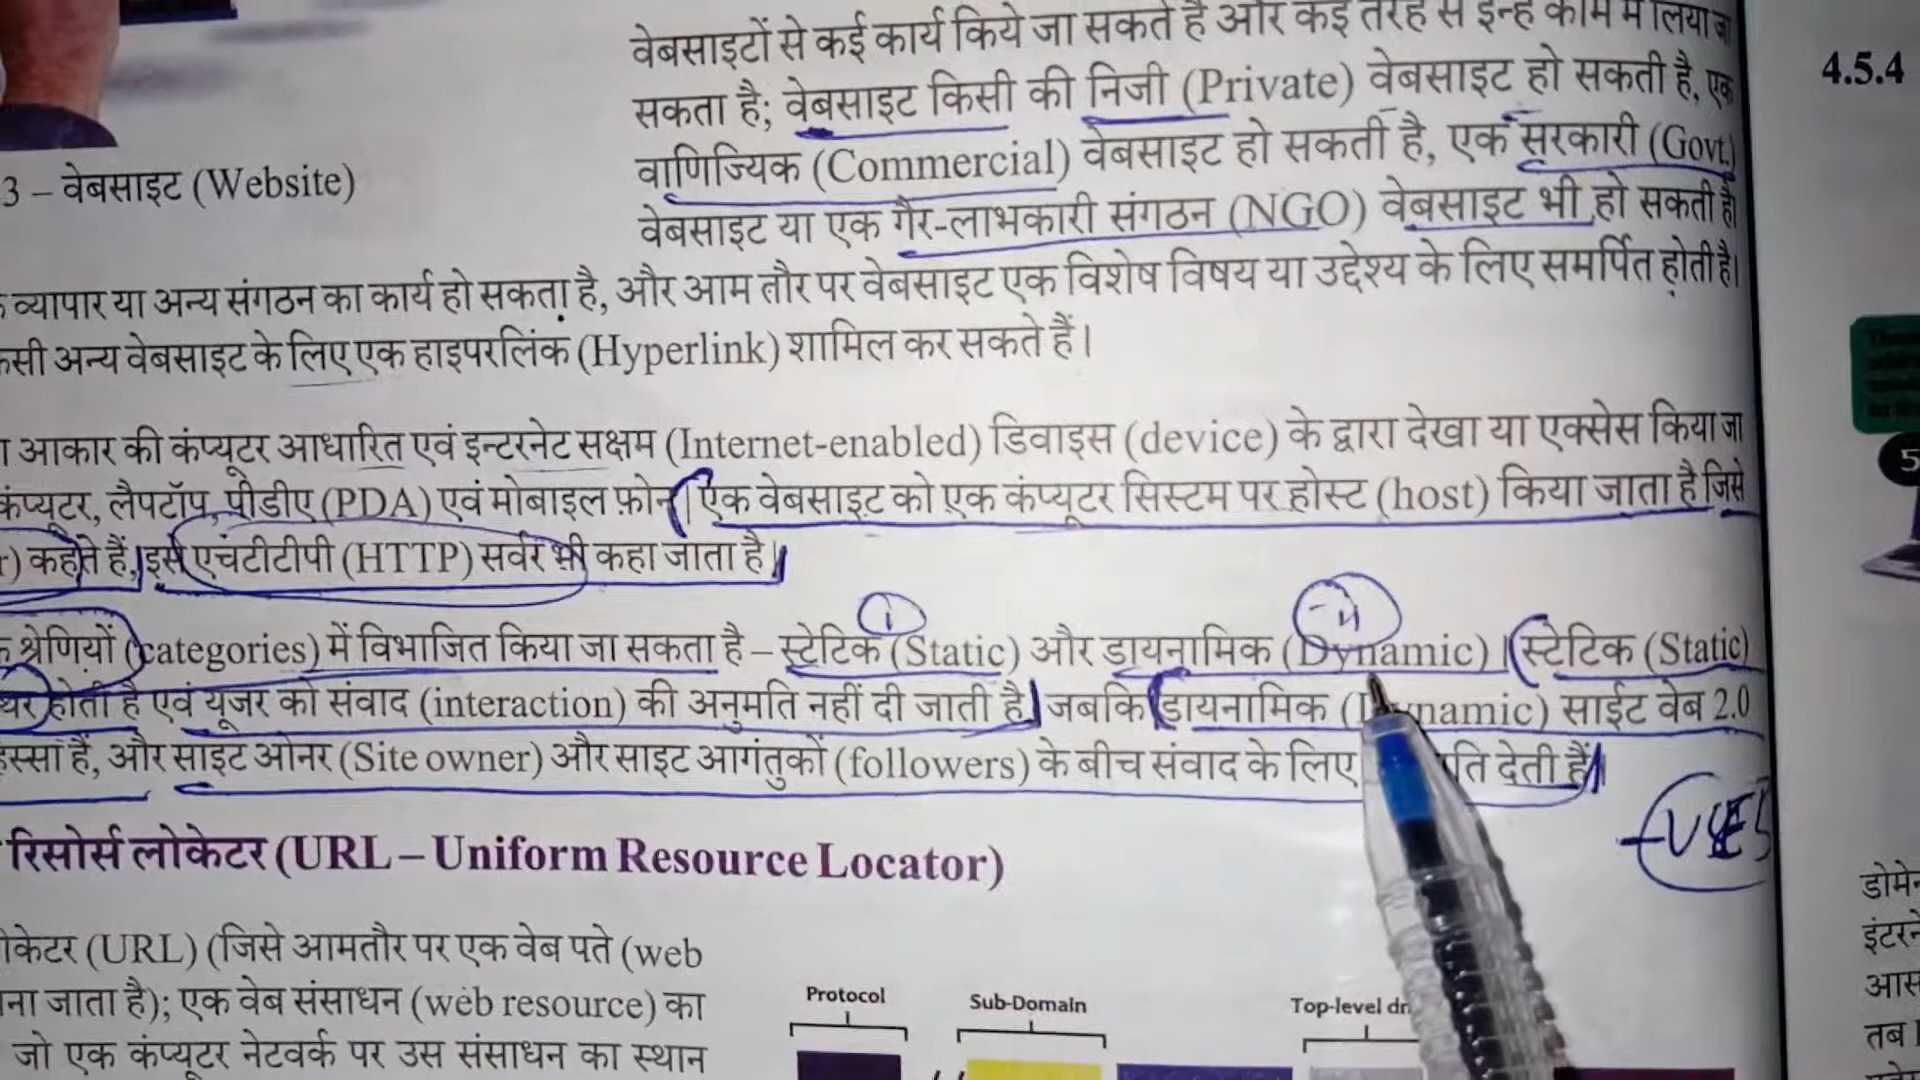 वेबसाइटों से कई कार्य किये जा सकते हैं और कई तरह से इन्हें काम में लिया जा
सकता है; वेबसाइट किसी की निजी (Private) वेबसाइट हो सकती है, एक
वाणिज्यिक (Commercial) वेबसाइट हो सकती है, एक सरकारी (Govt.)
वेबसाइट या एक गैर-लाभकारी संगठन (NGO) वेबसाइट भी हो सकती है।
3 – वेबसाइट (Website)
व्यापार या अन्य संगठन का कार्य हो सकता है, और आम तौर पर वेबसाइट एक विशेष विषय या उद्देश्य के लिए समर्पित होती है।
अन्य वेबसाइट के लिए एक हाइपरलिंक (Hyperlink) शामिल कर सकते हैं।
आकार की कंप्यूटर आधारित एवं इन्टरनेट सक्षम (Internet-enabled) डिवाइस (device) के द्वारा देखा या एक्सेस किया जा
कंप्यूटर, लैपटॉप, पीडीए (PDA) एवं मोबाइल फ़ोन। एक वेबसाइट को एक कंप्यूटर सिस्टम पर होस्ट (host) किया जाता है जिसे
कहते हैं, इसे एचटीटीपी (HTTP) सर्वर भी कहा जाता है।
श्रेणियों (categories) में विभाजित किया जा सकता है – स्टेटिक (Static) और डायनामिक (Dynamic)। स्टेटिक (Static)
होती है एवं यूजर को संवाद (interaction) की अनुमति नहीं दी जाती है, जबकि डायनामिक (Dynamic) साईट वेब 2.0
हैं, और साइट ओनर (Site owner) और साइट आगंतुकों (followers) के बीच संवाद के लिए देती हैं।
रिसोर्स लोकेटर (URL – Uniform Resource Locator)
(URL) (जिसे आमतौर पर एक वेब पते (web
जाता है); एक वेब संसाधन (web resource) का
जो एक कंप्यूटर नेटवर्क पर उस संसाधन का स्थान
Protocol
Sub-Domain
Top-level
4.5.4
5